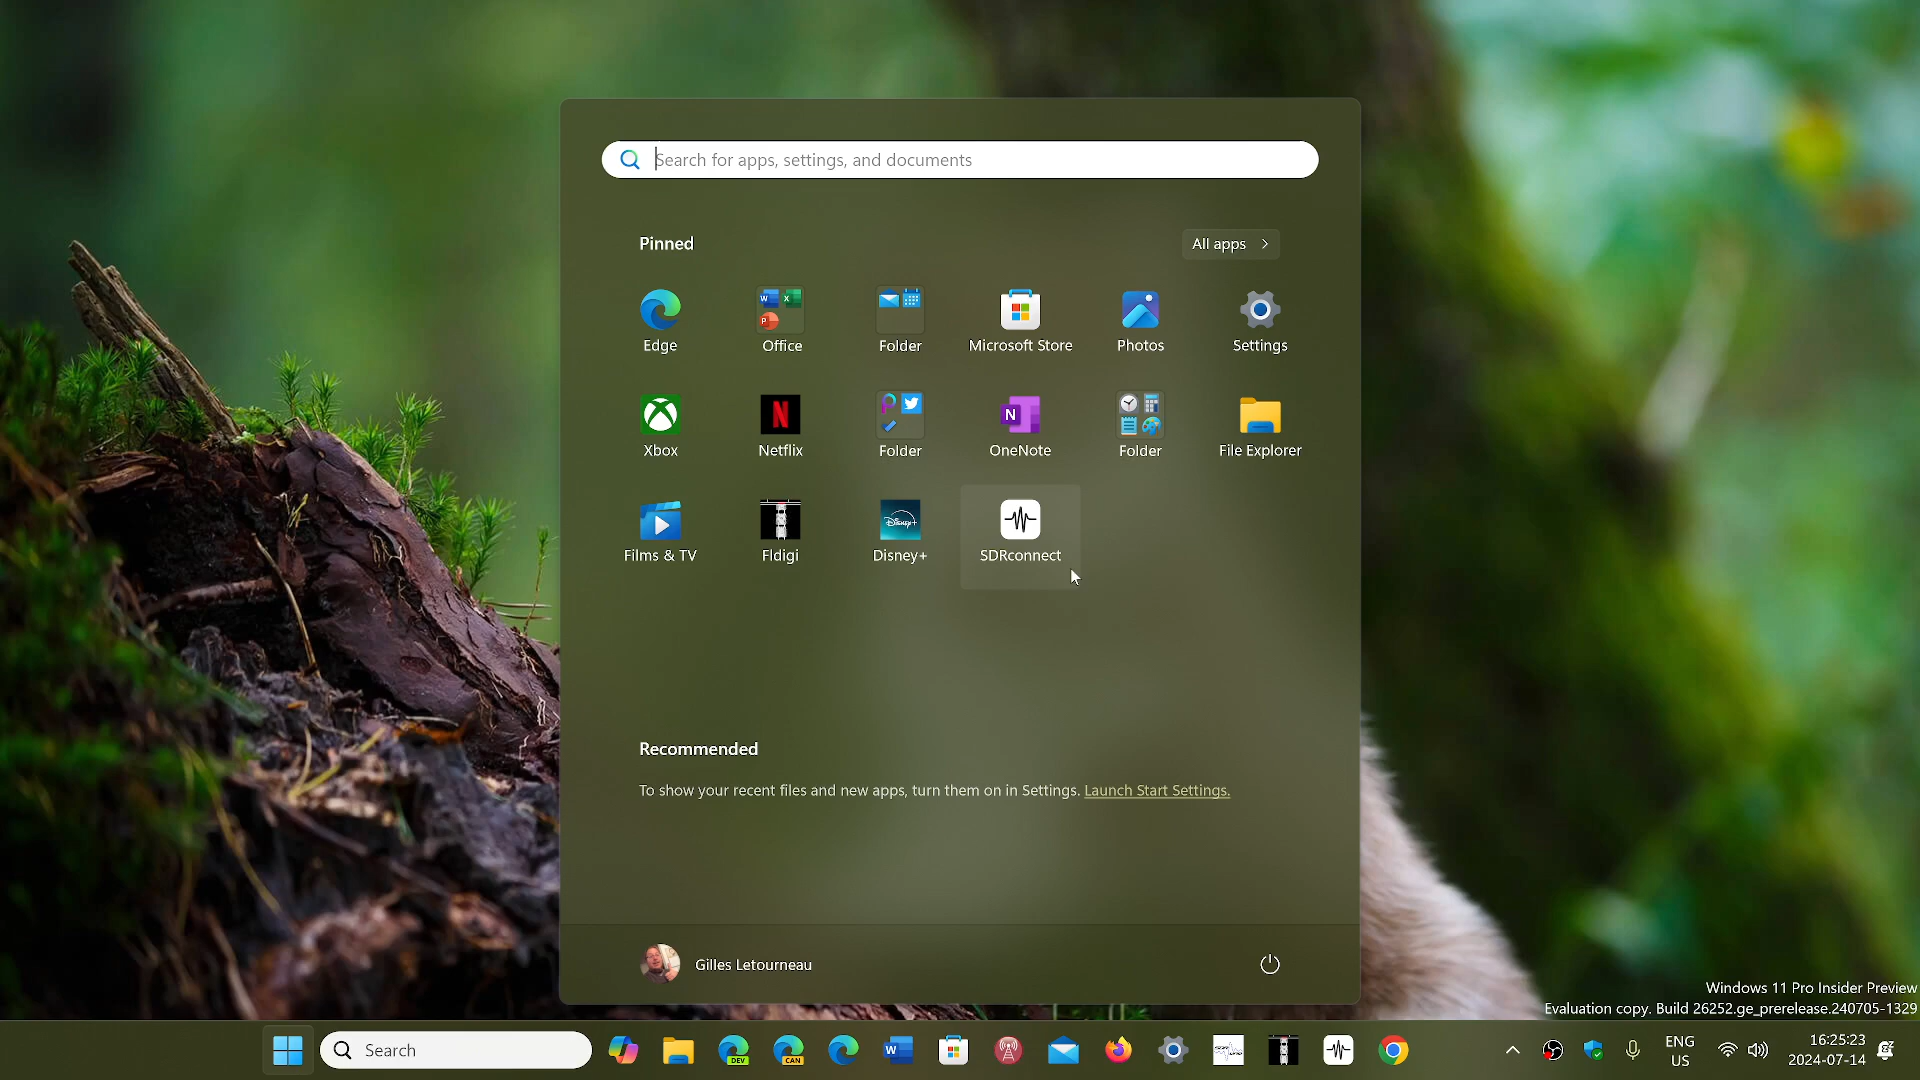 Search for apps, settings, and documents
Pinned
All apps
Edge
Office
Folder
Microsoft Store
Photos
Settings
Xbox
Netflix
Folder
OneNote
Folder
File Explorer
Films & TV
Fldigi
Disney+
SDRconnect
Recommended
To show your recent files and new apps, turn them on in Settings. Launch Start Settings.
Gilles Letourneau
Windows 11 Pro Insider Preview
Evaluation copy. Build 26252.ge_prerelease.240705-1329
Search
DEV
CAN
ENG
US
16:25:23
2024-07-14